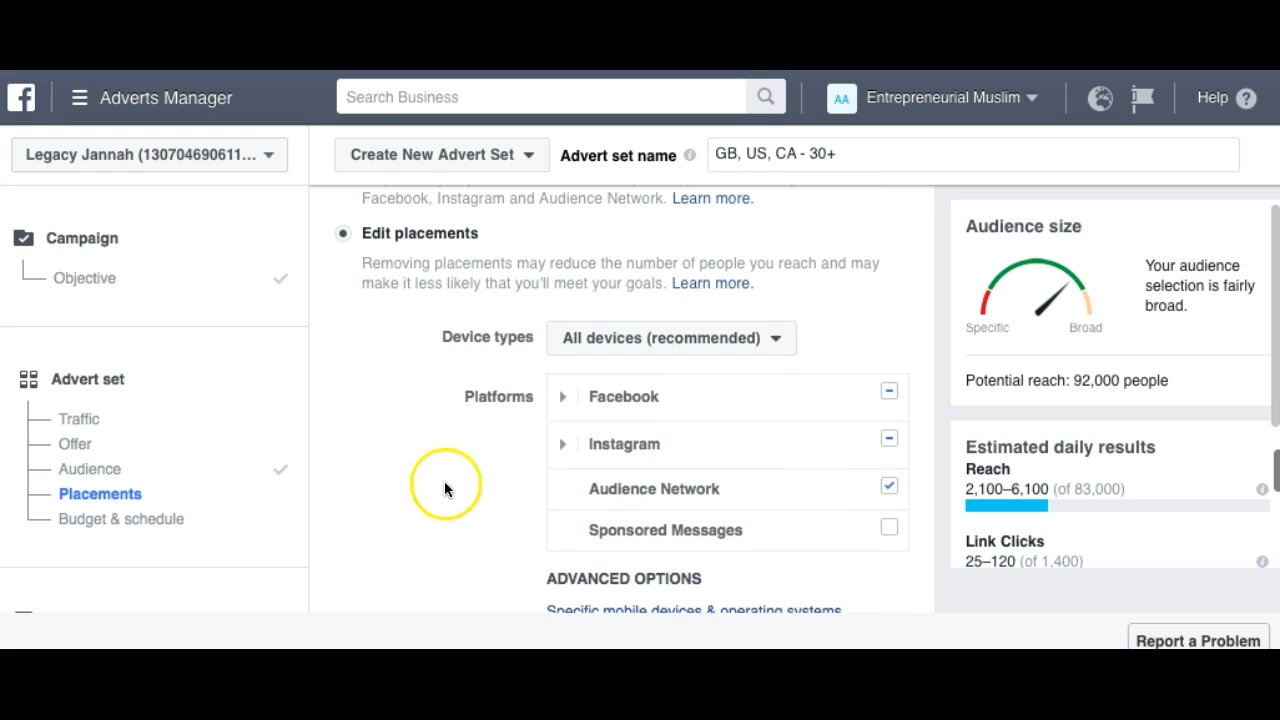 Adverts Manager
Search Business
AA
Entrepreneurial Muslim
Help
Legacy Jannah (130704690611...
Create New Advert Set
Advert set name
GB, US, CA - 30+
Campaign
Objective
Advert set
Traffic
Offer
Audience
Placements
Budget & schedule
Facebook, Instagram and Audience Network. Learn more.
Edit placements
Removing placements may reduce the number of people you reach and may
make it less likely that you'll meet your goals. Learn more.
Device types
All devices (recommended)
Platforms
Facebook
Instagram
Audience Network
Sponsored Messages
ADVANCED OPTIONS
Specific mobile devices & operating systems
Audience size
Your audience
selection is fairly
broad.
Specific
Broad
Potential reach: 92,000 people
Estimated daily results
Reach
2,100–6,100 (of 83,000)
Link Clicks
25–120 (of 1,400)
Report a Problem